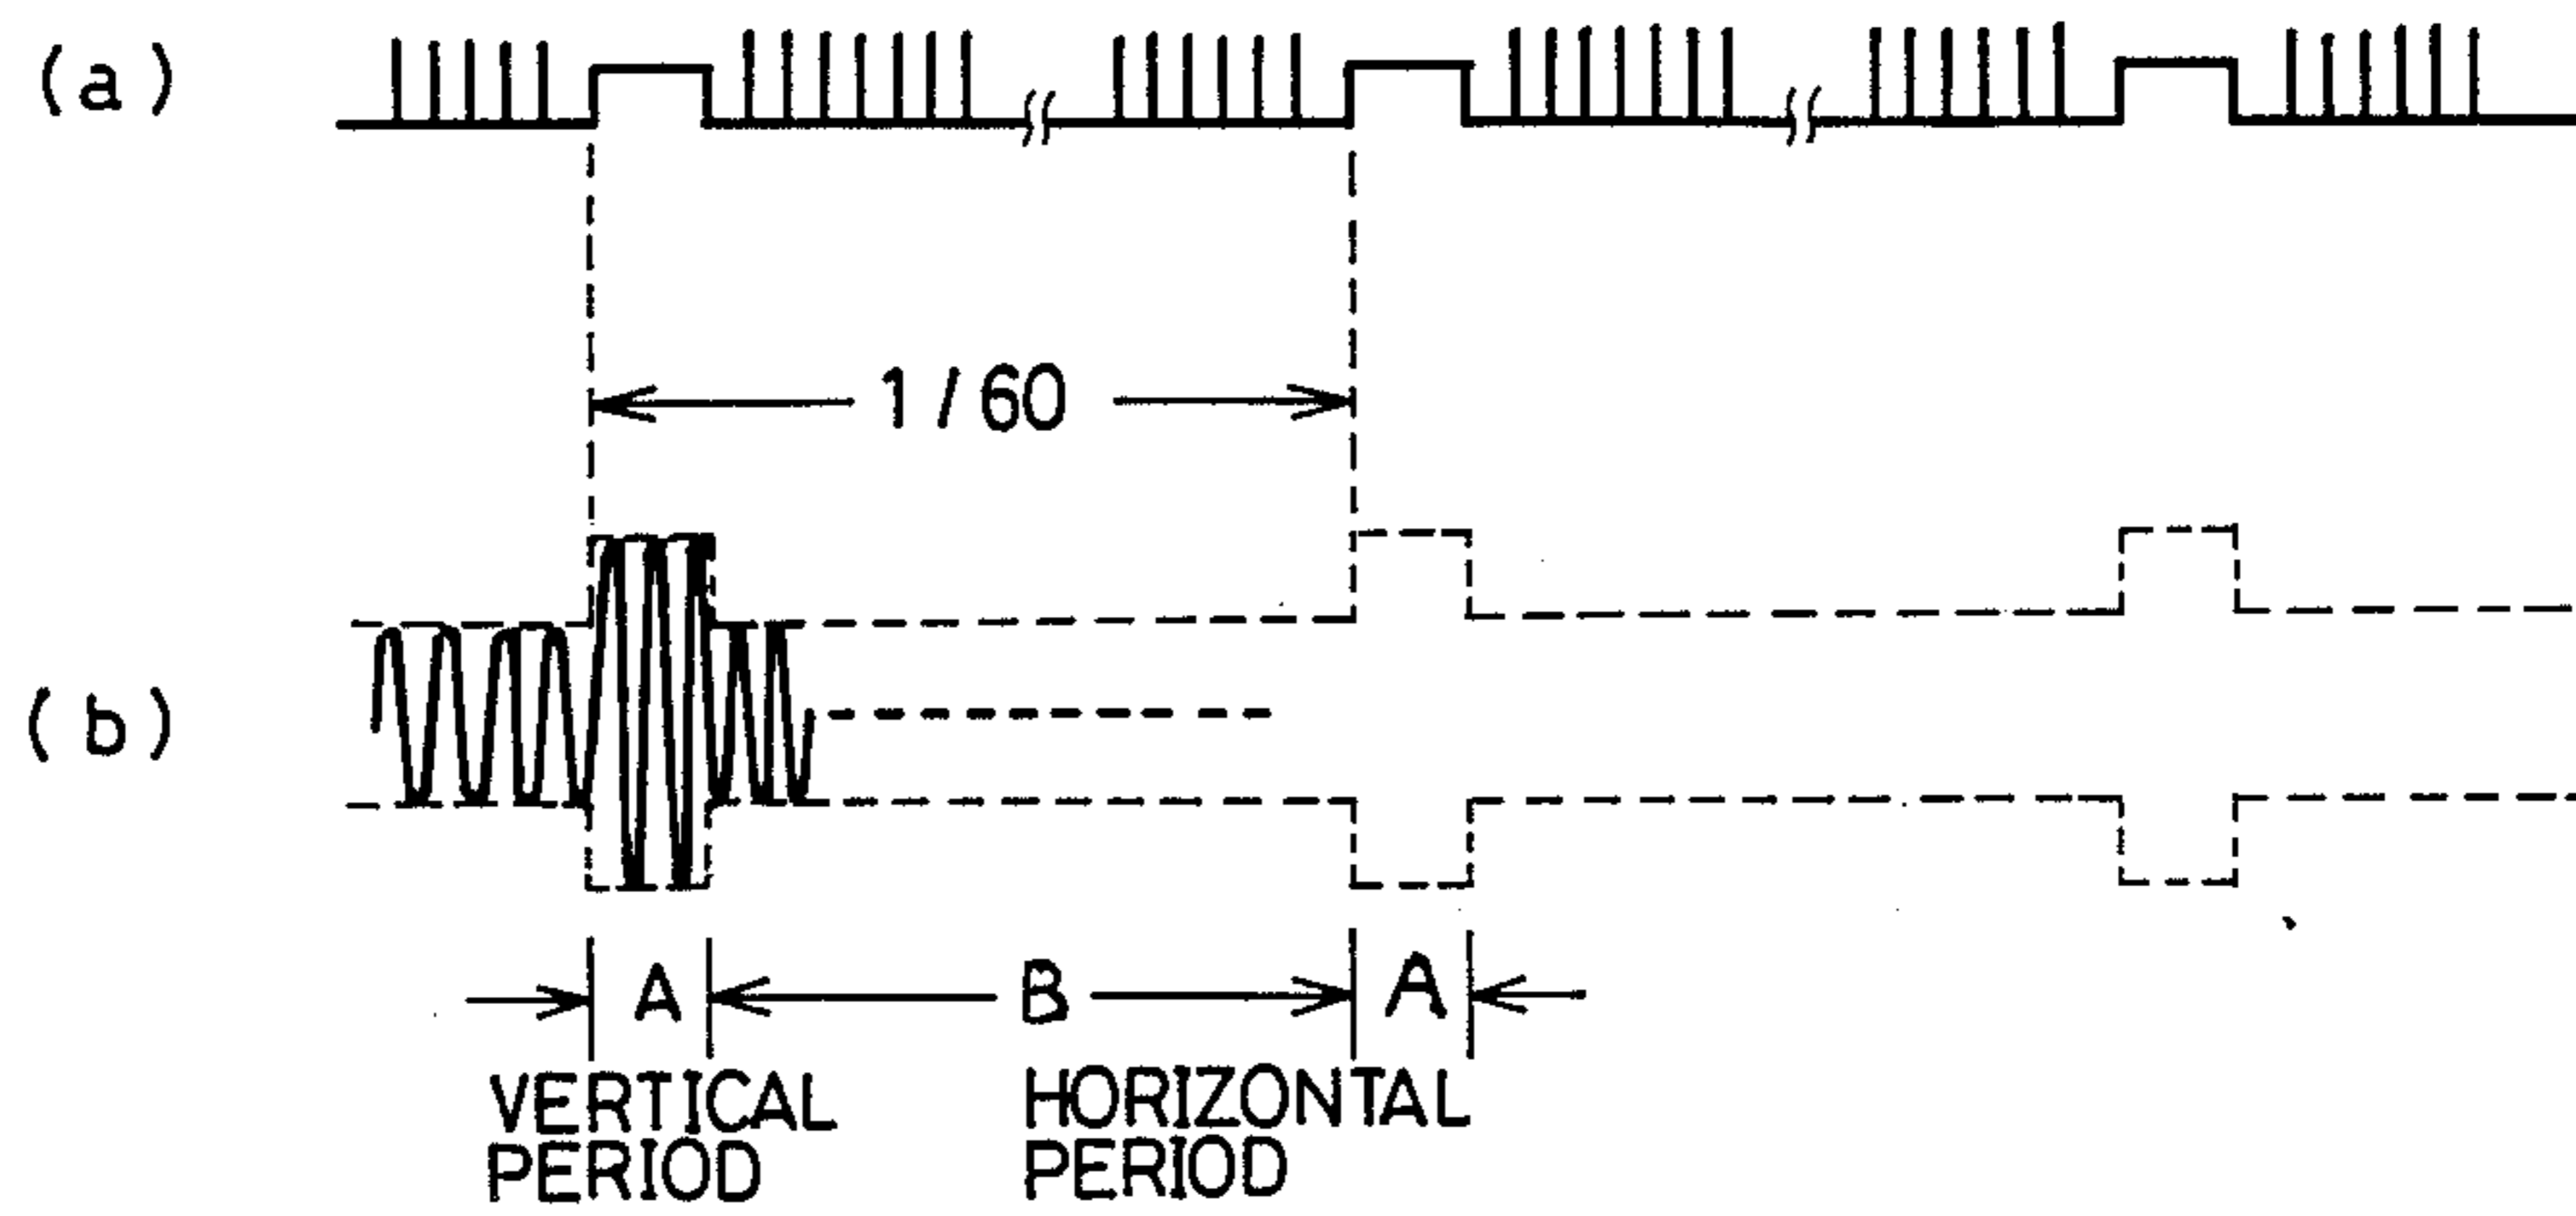 (a)
1/60
(b)
A B A
VERTICAL PERIOD
HORIZONTAL PERIOD